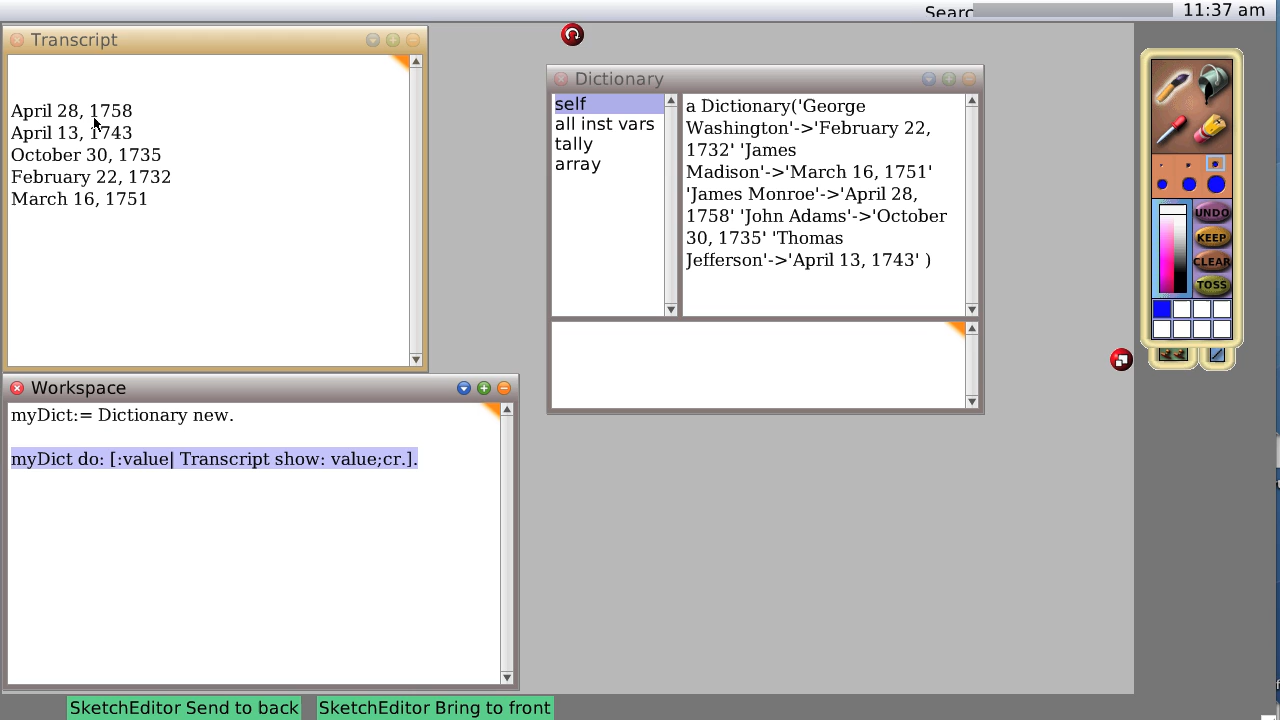 Searc
11:37 am
Transcript
April 28, 1758
April 13, 1743
October 30, 1735
February 22, 1732
March 16, 1751
Dictionary
self
all inst vars
tally
array
a Dictionary('George
Washington'->'February 22,
1732' 'James
Madison'->'March 16, 1751'
'James Monroe'->'April 28,
1758' 'John Adams'->'October
30, 1735' 'Thomas
Jefferson'->'April 13, 1743' )
UNDO
KEEP
CLEAR
TOSS
Workspace
myDict:= Dictionary new.
myDict do: [:value| Transcript show: value;cr.].
SketchEditor Send to back
SketchEditor Bring to front